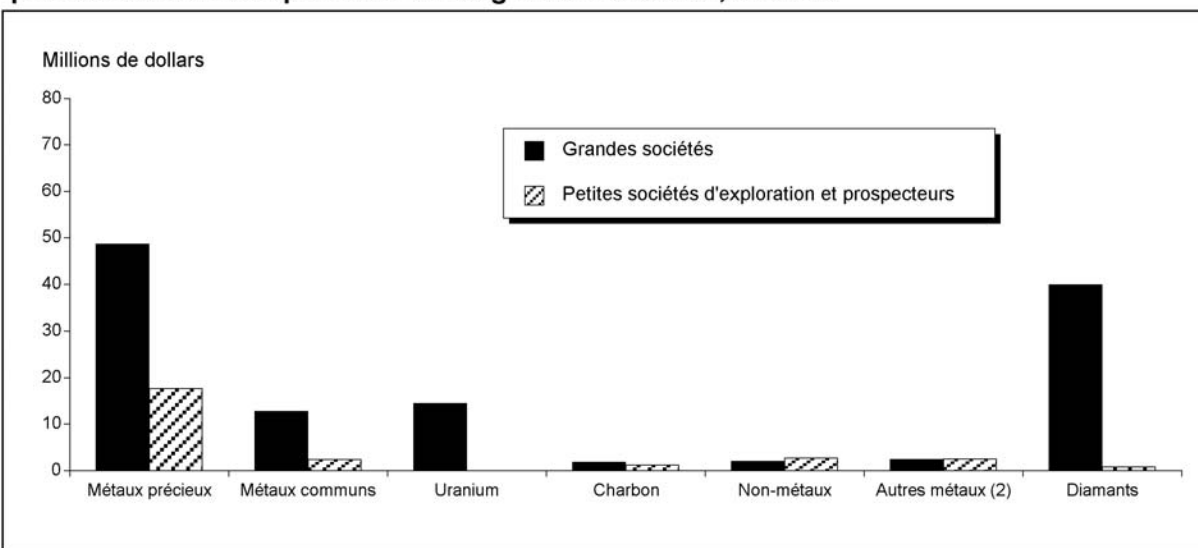 Millions de dollars
80
70
60
50
40
30
20
10
0
Grandes sociétés
Petites sociétés d'exploration et prospecteurs
Métaux précieux Métaux communs Uranium Charbon Non-métaux Autres métaux (2) Diamants